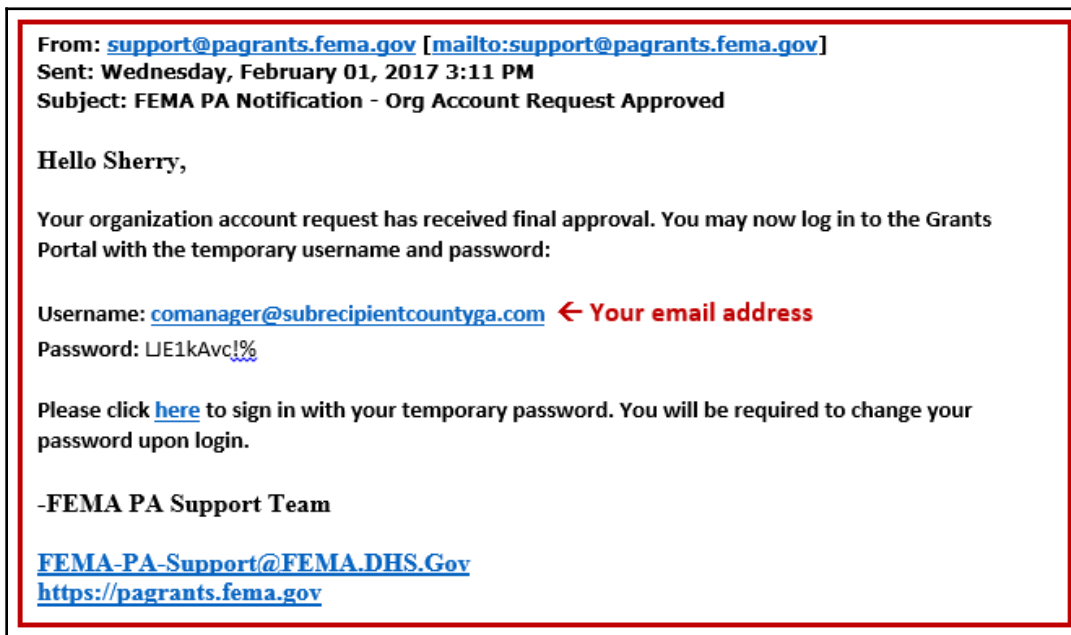 From: support@pagrants.fema.gov [mailto:support@pagrants.fema.gov]
Sent: Wednesday, February 01, 2017 3:11 PM
Subject: FEMA PA Notification - Org Account Request Approved
Hello Sherry,
Your organization account request has received final approval. You may now log in to the Grants
Portal with the temporary username and password:
Username: comanager@subrecipientcountyga.com ← Your email address
Password: LJE1kAvc!%
Please click here to sign in with your temporary password. You will be required to change your
password upon login.
-FEMA PA Support Team
FEMA-PA-Support@FEMA.DHS.Gov
https://pagrants.fema.gov